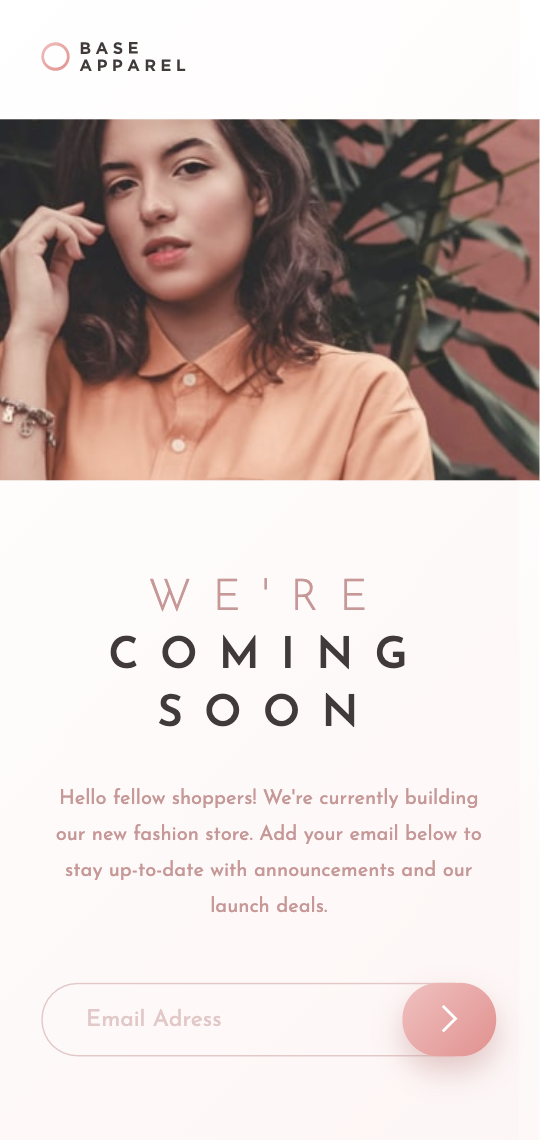 BASE
APPAREL
WE'RE
COMING
SOON
Hello fellow shoppers! We're currently building
our new fashion store. Add your email below to
stay up-to-date with announcements and our
launch deals.
Email Adress